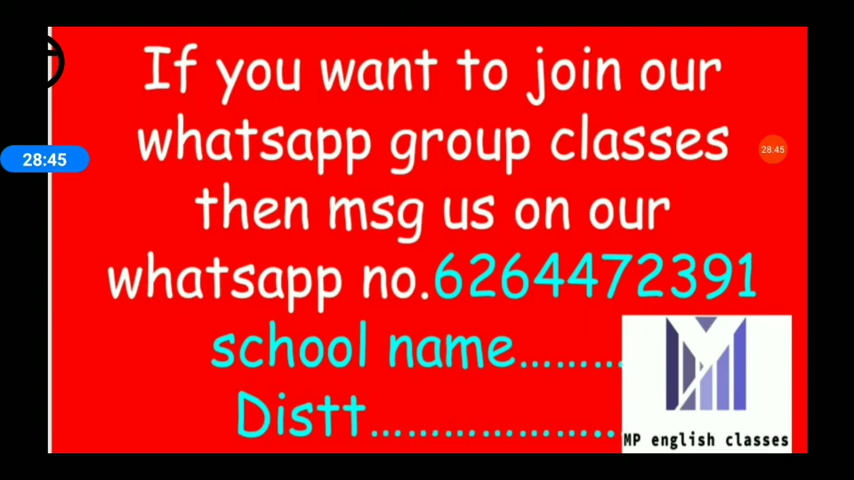 If you want to join our
whatsapp group classes
28:45
28:45
then msg us on our
whatsapp no.6264472391
school name.........
Distt.....................
MP english classes